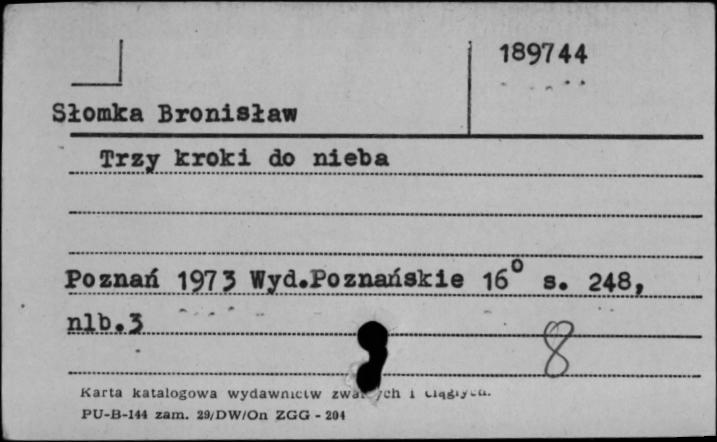 189744
Słomka Bronisław
Trzy kroki do nieba
Poznań 1973 Wyd.Poznańskie 16° s. 248,
nlb.3
8
Karta katalogowa wydawnictw i
PU-B-144 zam. 29/DW/On ZGG - 204